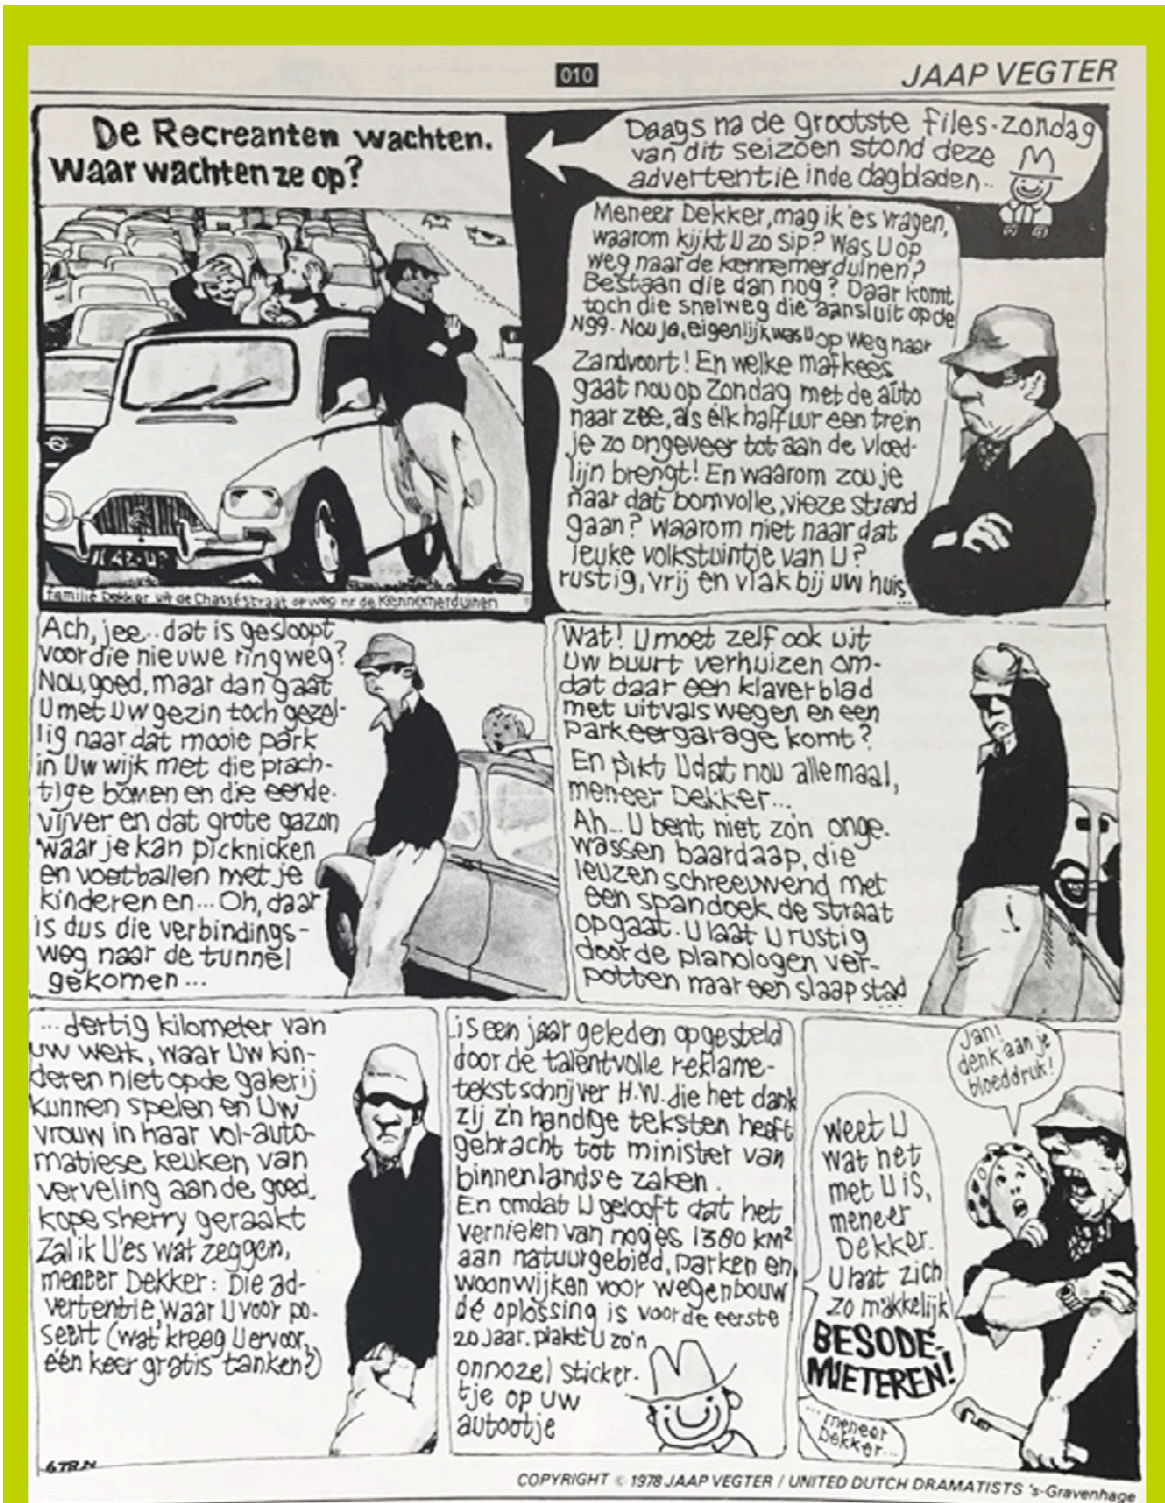 010
JAAP VEGTER
De Recreanten wachten.
Waar wachten ze op?
Daags na de grootste files-zondag
van dit seizoen stond deze
advertentie in de dagbladen..
familie Dekker uit de Chasséstraat op weg nr de Kennemerduinen
Meneer Dekker, mag ik 'es vragen,
waarom kijkt U zo sip? Was U op
weg naar de kennemerduinen?
Bestaan die dan nog? Daar komt
toch die snelweg die aansluit op de
N99. Nou ja, eigenlijk was U op weg naar
Zandvoort! En welke mafkees
gaat nou op Zondag met de auto
naar zee, als élk half uur een trein
je zo ongeveer tot aan de vloed-
lijn brengt! En waarom zou je
naar dat bomvolle, vieze strand
gaan? Waarom niet naar dat
leuke volkstuintje van U?
rustig, vrij en vlak bij uw huis
...
Ach, jee.. dat is gesloopt
voor die nieuwe ringweg?
Nou, goed, maar dan gaat
U met Uw gezin toch gezel-
lig naar dat mooie park
in Uw wijk met die prach-
tige bomen en die eende-
vijver en dat grote gazon
waar je kan picknicken
en voetballen met je
kinderen en... Oh, daar
is dus die verbindings-
weg naar de tunnel
gekomen...
Wat! U moet zelf ook uit
Uw buurt verhuizen om-
dat daar een klaverblad
met uitvalswegen en een
parkeergarage komt?
En pikt U dat nou allemaal,
meneer Dekker...
Ah... U bent niet zo'n onge-
wassen baardaap, die
leuzen schreeuwend met
een spandoek de straat
op gaat. U laat U rustig
door de planologen ver-
potten naar een slaapstad
...
... dertig kilometer van
uw werk, waar Uw kin-
deren niet op de galerij
kunnen spelen en Uw
vrouw in haar vol-auto-
matiese keuken van
verveling aan de goed-
kope sherry geraakt
Zal ik U 'es wat zeggen,
meneer Dekker: Die ad-
vertentie, waar U voor po-
seert (wat kreeg U ervoor,
één keer gratis tanken?)
..is een jaar geleden opgesteld
door de talentvolle reklame-
tekstschrijver H.W. die het dank
zij z'n handige teksten heeft
gebracht tot minister van
binnenlandse zaken.
En omdat U gelooft dat het
vernielen van nog es 1380 km²
aan natuurgebied, parken en
woonwijken voor wegenbouw
dé oplossing is voor de eerste
20 Jaar. plakt U zo'n
onnozel sticker-
tje op uw
autootje
Jan!
denk aan je
bloeddruk!
weet U
wat het
met U is,
meneer
Dekker.
U laat zich
zo makkelijk
BESODE-
MIETEREN!
... meneer
Dekker...
COPYRIGHT © 1978 JAAP VEGTER / UNITED DUTCH DRAMATISTS 's-Gravenhage